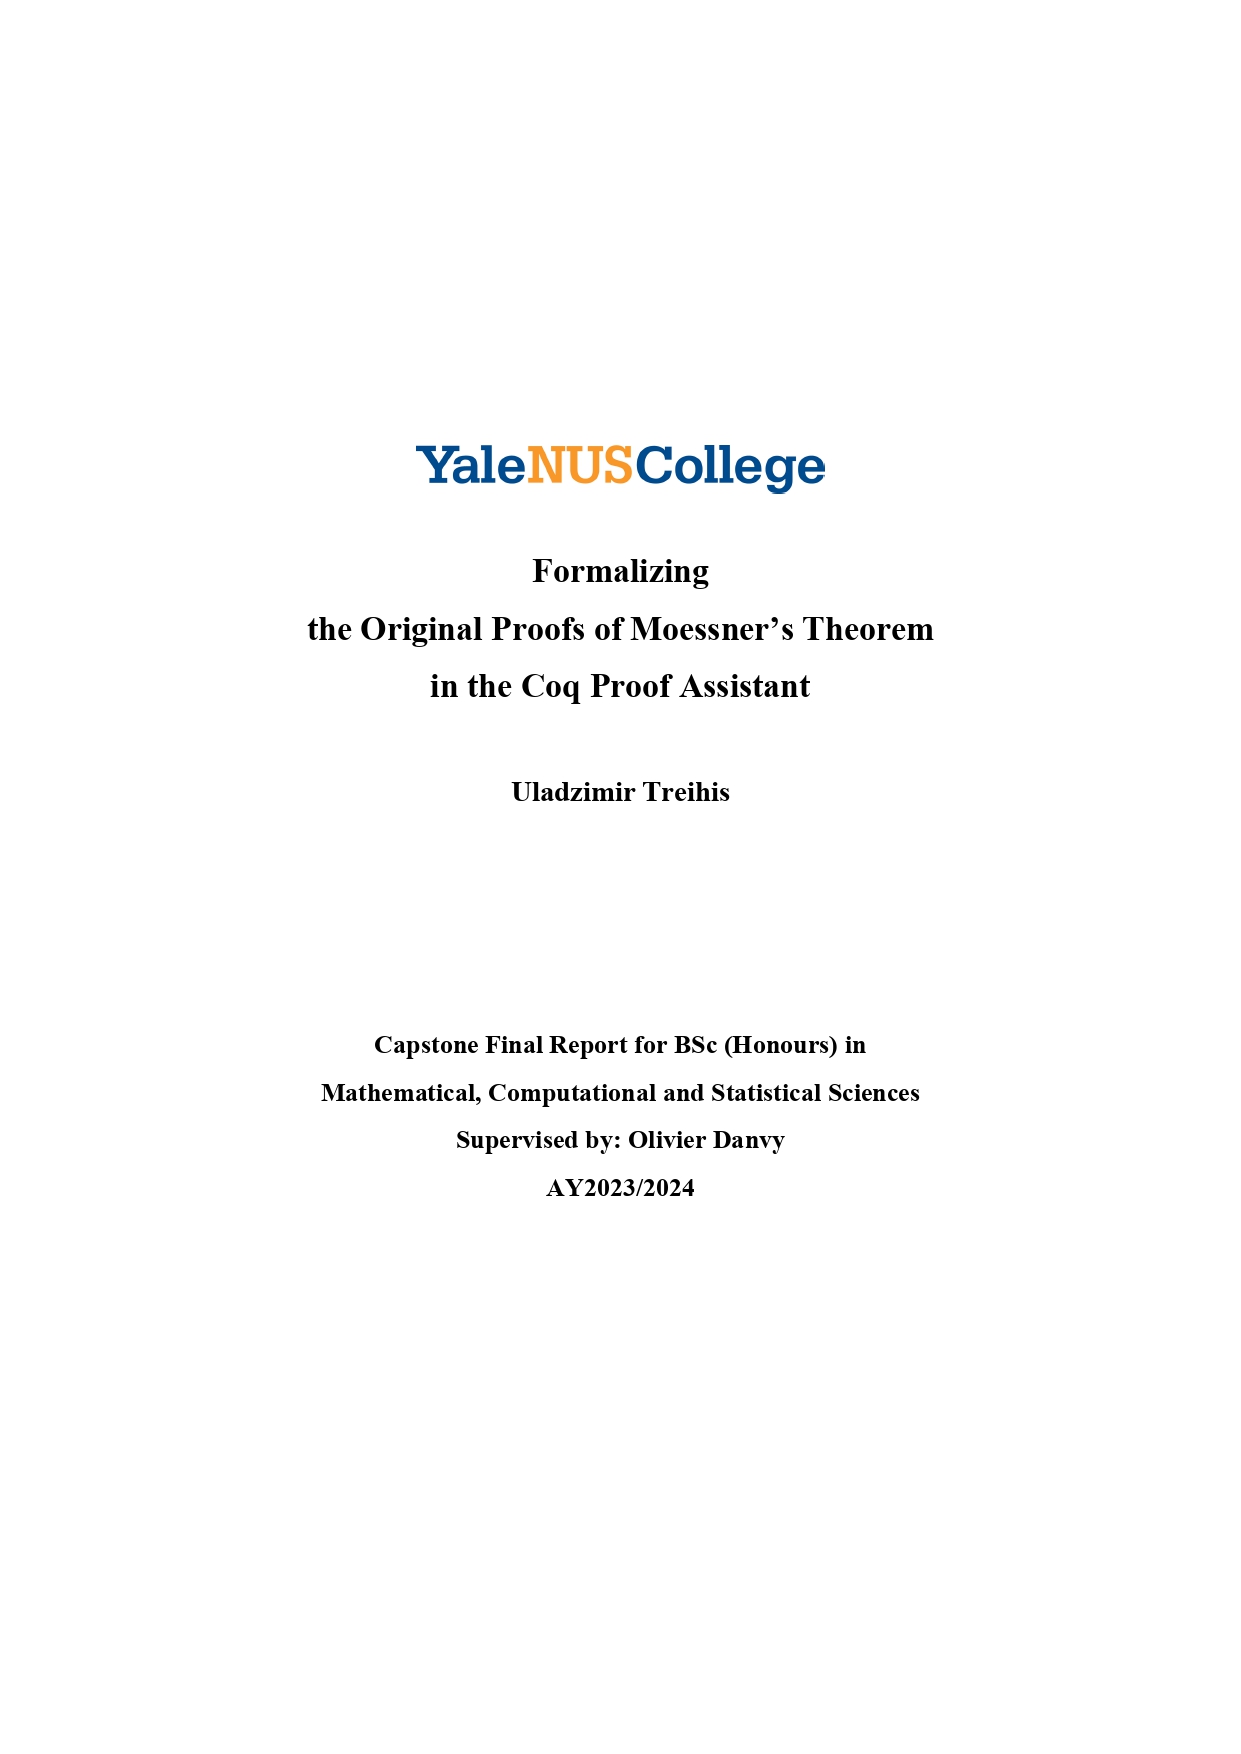 YaleNUSCollege
Formalizing
the Original Proofs of Moessner’s Theorem
in the Coq Proof Assistant
Uladzimir Treihis
Capstone Final Report for BSc (Honours) in
Mathematical, Computational and Statistical Sciences
Supervised by: Olivier Danvy
AY2023/2024